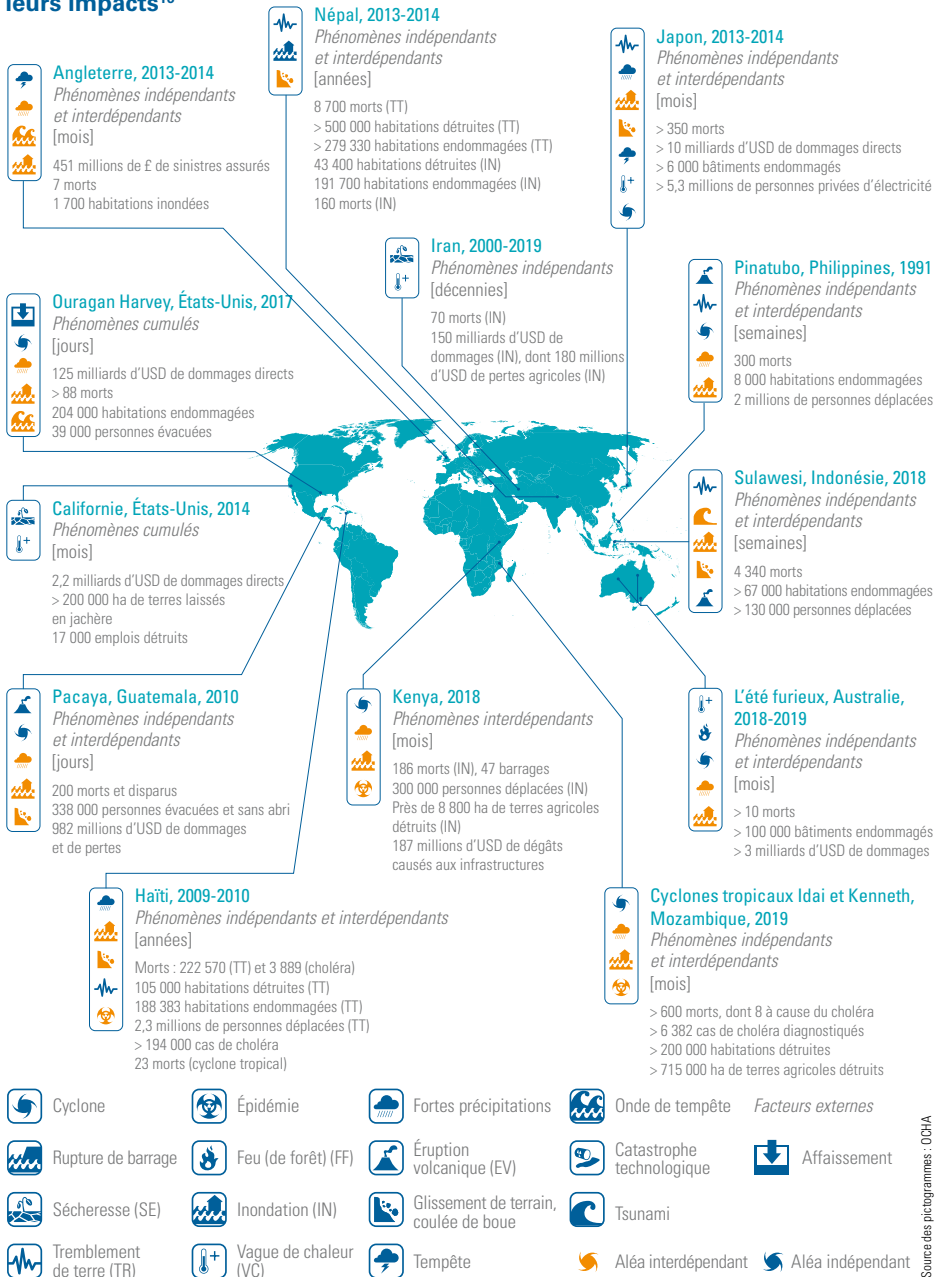 leurs impacts¹⁰
Népal, 2013-2014
Phénomènes indépendants
et interdépendants
[années]
8 700 morts (TT)
> 500 000 habitations détruites (TT)
> 279 330 habitations endommagées (TT)
43 400 habitations détruites (IN)
191 700 habitations endommagées (IN)
160 morts (IN)
Japon, 2013-2014
Phénomènes indépendants
et interdépendants
[mois]
> 350 morts
> 10 milliards d'USD de dommages directs
> 6 000 bâtiments endommagés
> 5,3 millions de personnes privées d'électricité
Angleterre, 2013-2014
Phénomènes indépendants
et interdépendants
[mois]
451 millions de £ de sinistres assurés
7 morts
1 700 habitations inondées
Iran, 2000-2019
Phénomènes indépendants
[décennies]
70 morts (IN)
150 milliards d'USD de
dommages (IN), dont 180 millions
d'USD de pertes agricoles (IN)
Pinatubo, Philippines, 1991
Phénomènes indépendants
et interdépendants
[semaines]
300 morts
8 000 habitations endommagées
2 millions de personnes déplacées
Ouragan Harvey, États-Unis, 2017
Phénomènes cumulés
[jours]
125 milliards d'USD de dommages directs
> 88 morts
204 000 habitations endommagées
39 000 personnes évacuées
Sulawesi, Indonésie, 2018
Phénomènes indépendants
et interdépendants
[semaines]
4 340 morts
> 67 000 habitations endommagées
> 130 000 personnes déplacées
Californie, États-Unis, 2014
Phénomènes cumulés
[mois]
2,2 milliards d'USD de dommages directs
> 200 000 ha de terres laissés
en jachère
17 000 emplois détruits
Pacaya, Guatemala, 2010
Phénomènes indépendants
et interdépendants
[jours]
200 morts et disparus
338 000 personnes évacuées et sans abri
982 millions d'USD de dommages
et de pertes
Kenya, 2018
Phénomènes interdépendants
[mois]
186 morts (IN), 47 barrages
300 000 personnes déplacées (IN)
Près de 8 800 ha de terres agricoles
détruits (IN)
187 millions d'USD de dégâts
causés aux infrastructures
L'été furieux, Australie,
2018-2019
Phénomènes indépendants
et interdépendants
[mois]
> 10 morts
> 100 000 bâtiments endommagés
> 3 milliards d'USD de dommages
Haïti, 2009-2010
Phénomènes indépendants et interdépendants
[années]
Morts : 222 570 (TT) et 3 889 (choléra)
105 000 habitations détruites (TT)
188 383 habitations endommagées (TT)
2,3 millions de personnes déplacées (TT)
> 194 000 cas de choléra
23 morts (cyclone tropical)
Cyclones tropicaux Idai et Kenneth,
Mozambique, 2019
Phénomènes indépendants
et interdépendants
[mois]
> 600 morts, dont 8 à cause du choléra
> 6 382 cas de choléra diagnostiqués
> 200 000 habitations détruites
> 715 000 ha de terres agricoles détruits
Cyclone
Épidémie
Fortes précipitations
Onde de tempête
Facteurs externes
Rupture de barrage
Feu (de forêt) (FF)
Éruption
volcanique (EV)
Catastrophe
technologique
Affaissement
Sécheresse (SE)
Inondation (IN)
Glissement de terrain,
coulée de boue
Tsunami
Tremblement
de terre (TR)
Vague de chaleur
(VC)
Tempête
Aléa interdépendant
Aléa indépendant
Source des pictogrammes : OCHA